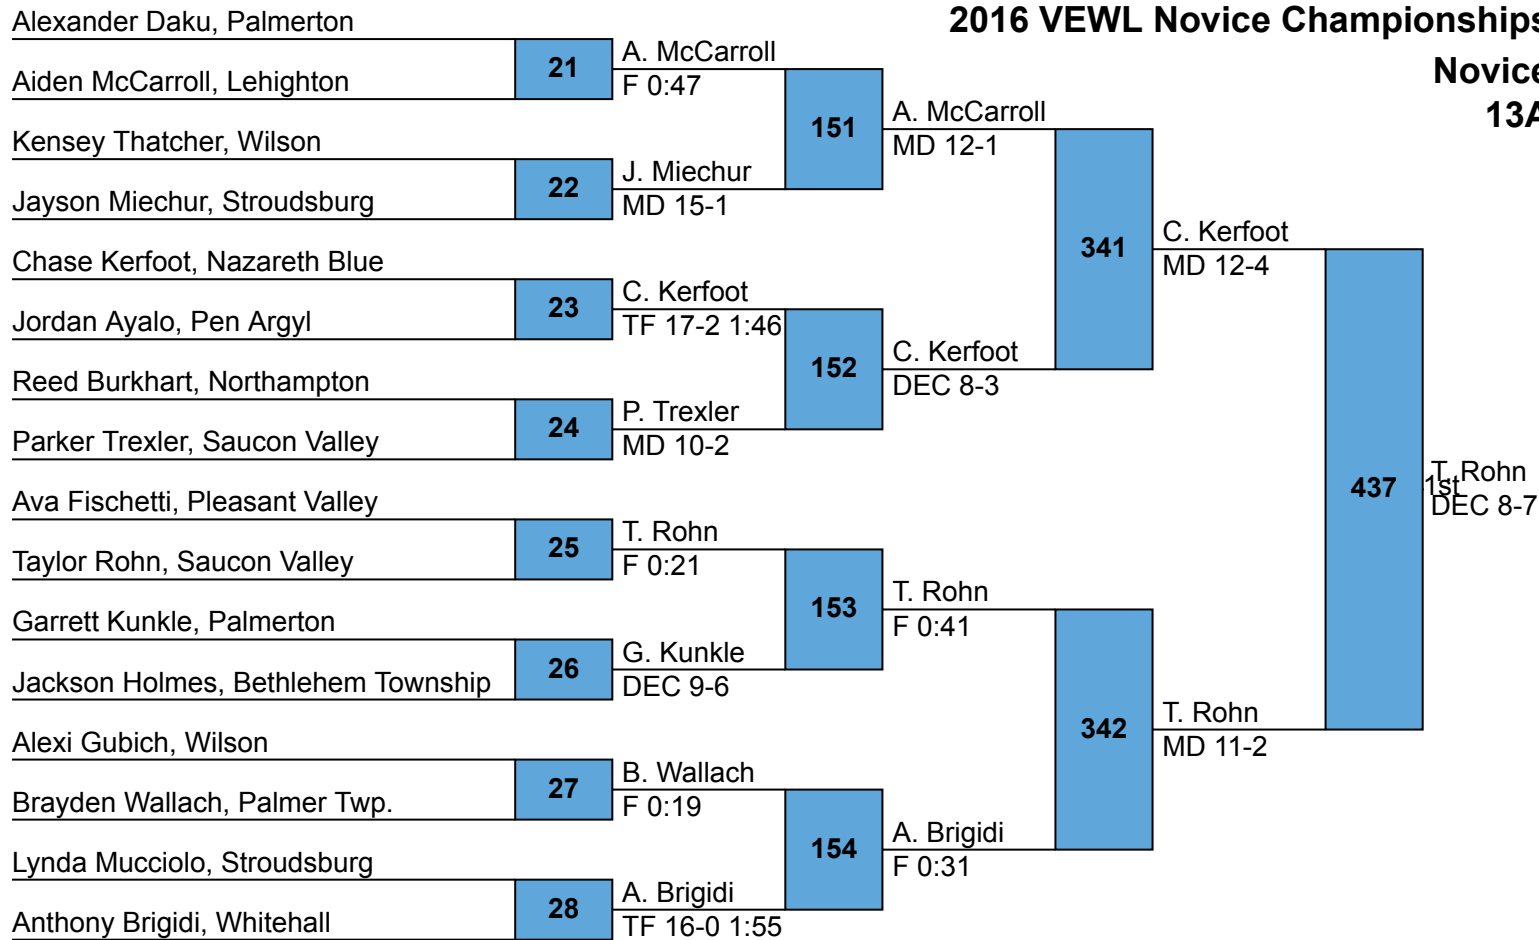 2016 VEWL Novice Championships
Novice
13A
Alexander Daku, Palmerton
Aiden McCarroll, Lehighton
Kensey Thatcher, Wilson
Jayson Miechur, Stroudsburg
Chase Kerfoot, Nazareth Blue
Jordan Ayalo, Pen Argyl
Reed Burkhart, Northampton
Parker Trexler, Saucon Valley
Ava Fischetti, Pleasant Valley
Taylor Rohn, Saucon Valley
Garrett Kunkle, Palmerton
Jackson Holmes, Bethlehem Township
Alexi Gubich, Wilson
Brayden Wallach, Palmer Twp.
Lynda Mucciolo, Stroudsburg
Anthony Brigidi, Whitehall
21
22
23
24
25
26
27
28
A. McCarroll
F 0:47
J. Miechur
MD 15-1
C. Kerfoot
TF 17-2 1:46
P. Trexler
MD 10-2
T. Rohn
F 0:21
G. Kunkle
DEC 9-6
B. Wallach
F 0:19
A. Brigidi
TF 16-0 1:55
151
152
153
154
A. McCarroll
MD 12-1
C. Kerfoot
DEC 8-3
T. Rohn
F 0:41
A. Brigidi
F 0:31
341
342
C. Kerfoot
MD 12-4
T. Rohn
MD 11-2
437
T. Rohn
1st
DEC 8-7